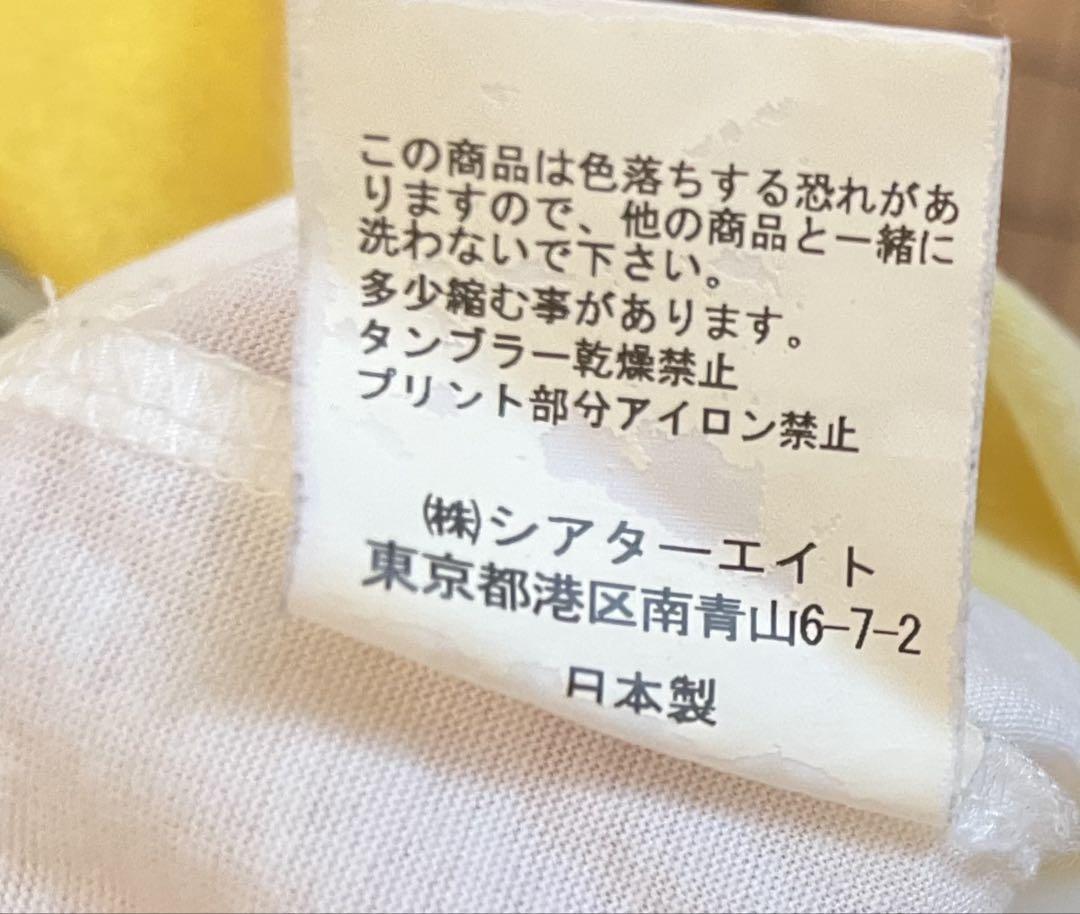 この商品は色落ちする恐れがあ
りますので、他の商品と一緒に
洗わないで下さい。
多少縮む事があります。
タンブラー乾燥禁止
プリント部分アイロン禁止
㈱シアターエイト
東京都港区南青山6-7-2
日本製